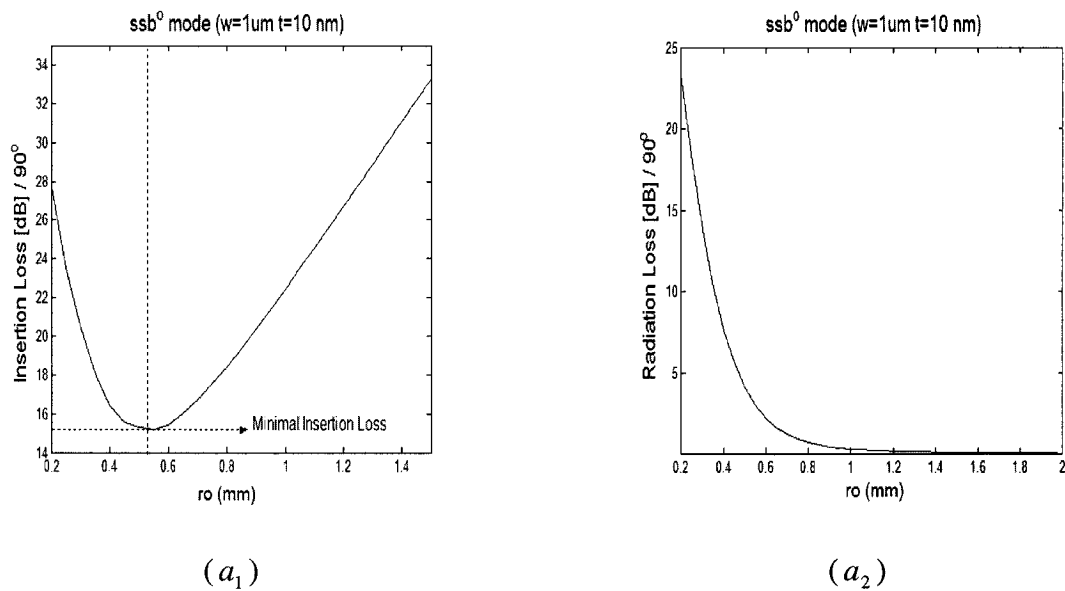 ssb⁰ mode (w=1um t=10 nm)
Insertion Loss [dB] / 90⁰
34
32
30
28
26
24
22
20
18
16
14
Minimal Insertion Loss
0.2 0.4 0.6 0.8 1 1.2 1.4
ro (mm)
(a₁)
ssb⁰ mode (w=1um t=10 nm)
Radiation Loss [dB] / 90⁰
25
20
15
10
5
0.2 0.4 0.6 0.8 1 1.2 1.4 1.6 1.8 2
ro (mm)
(a₂)